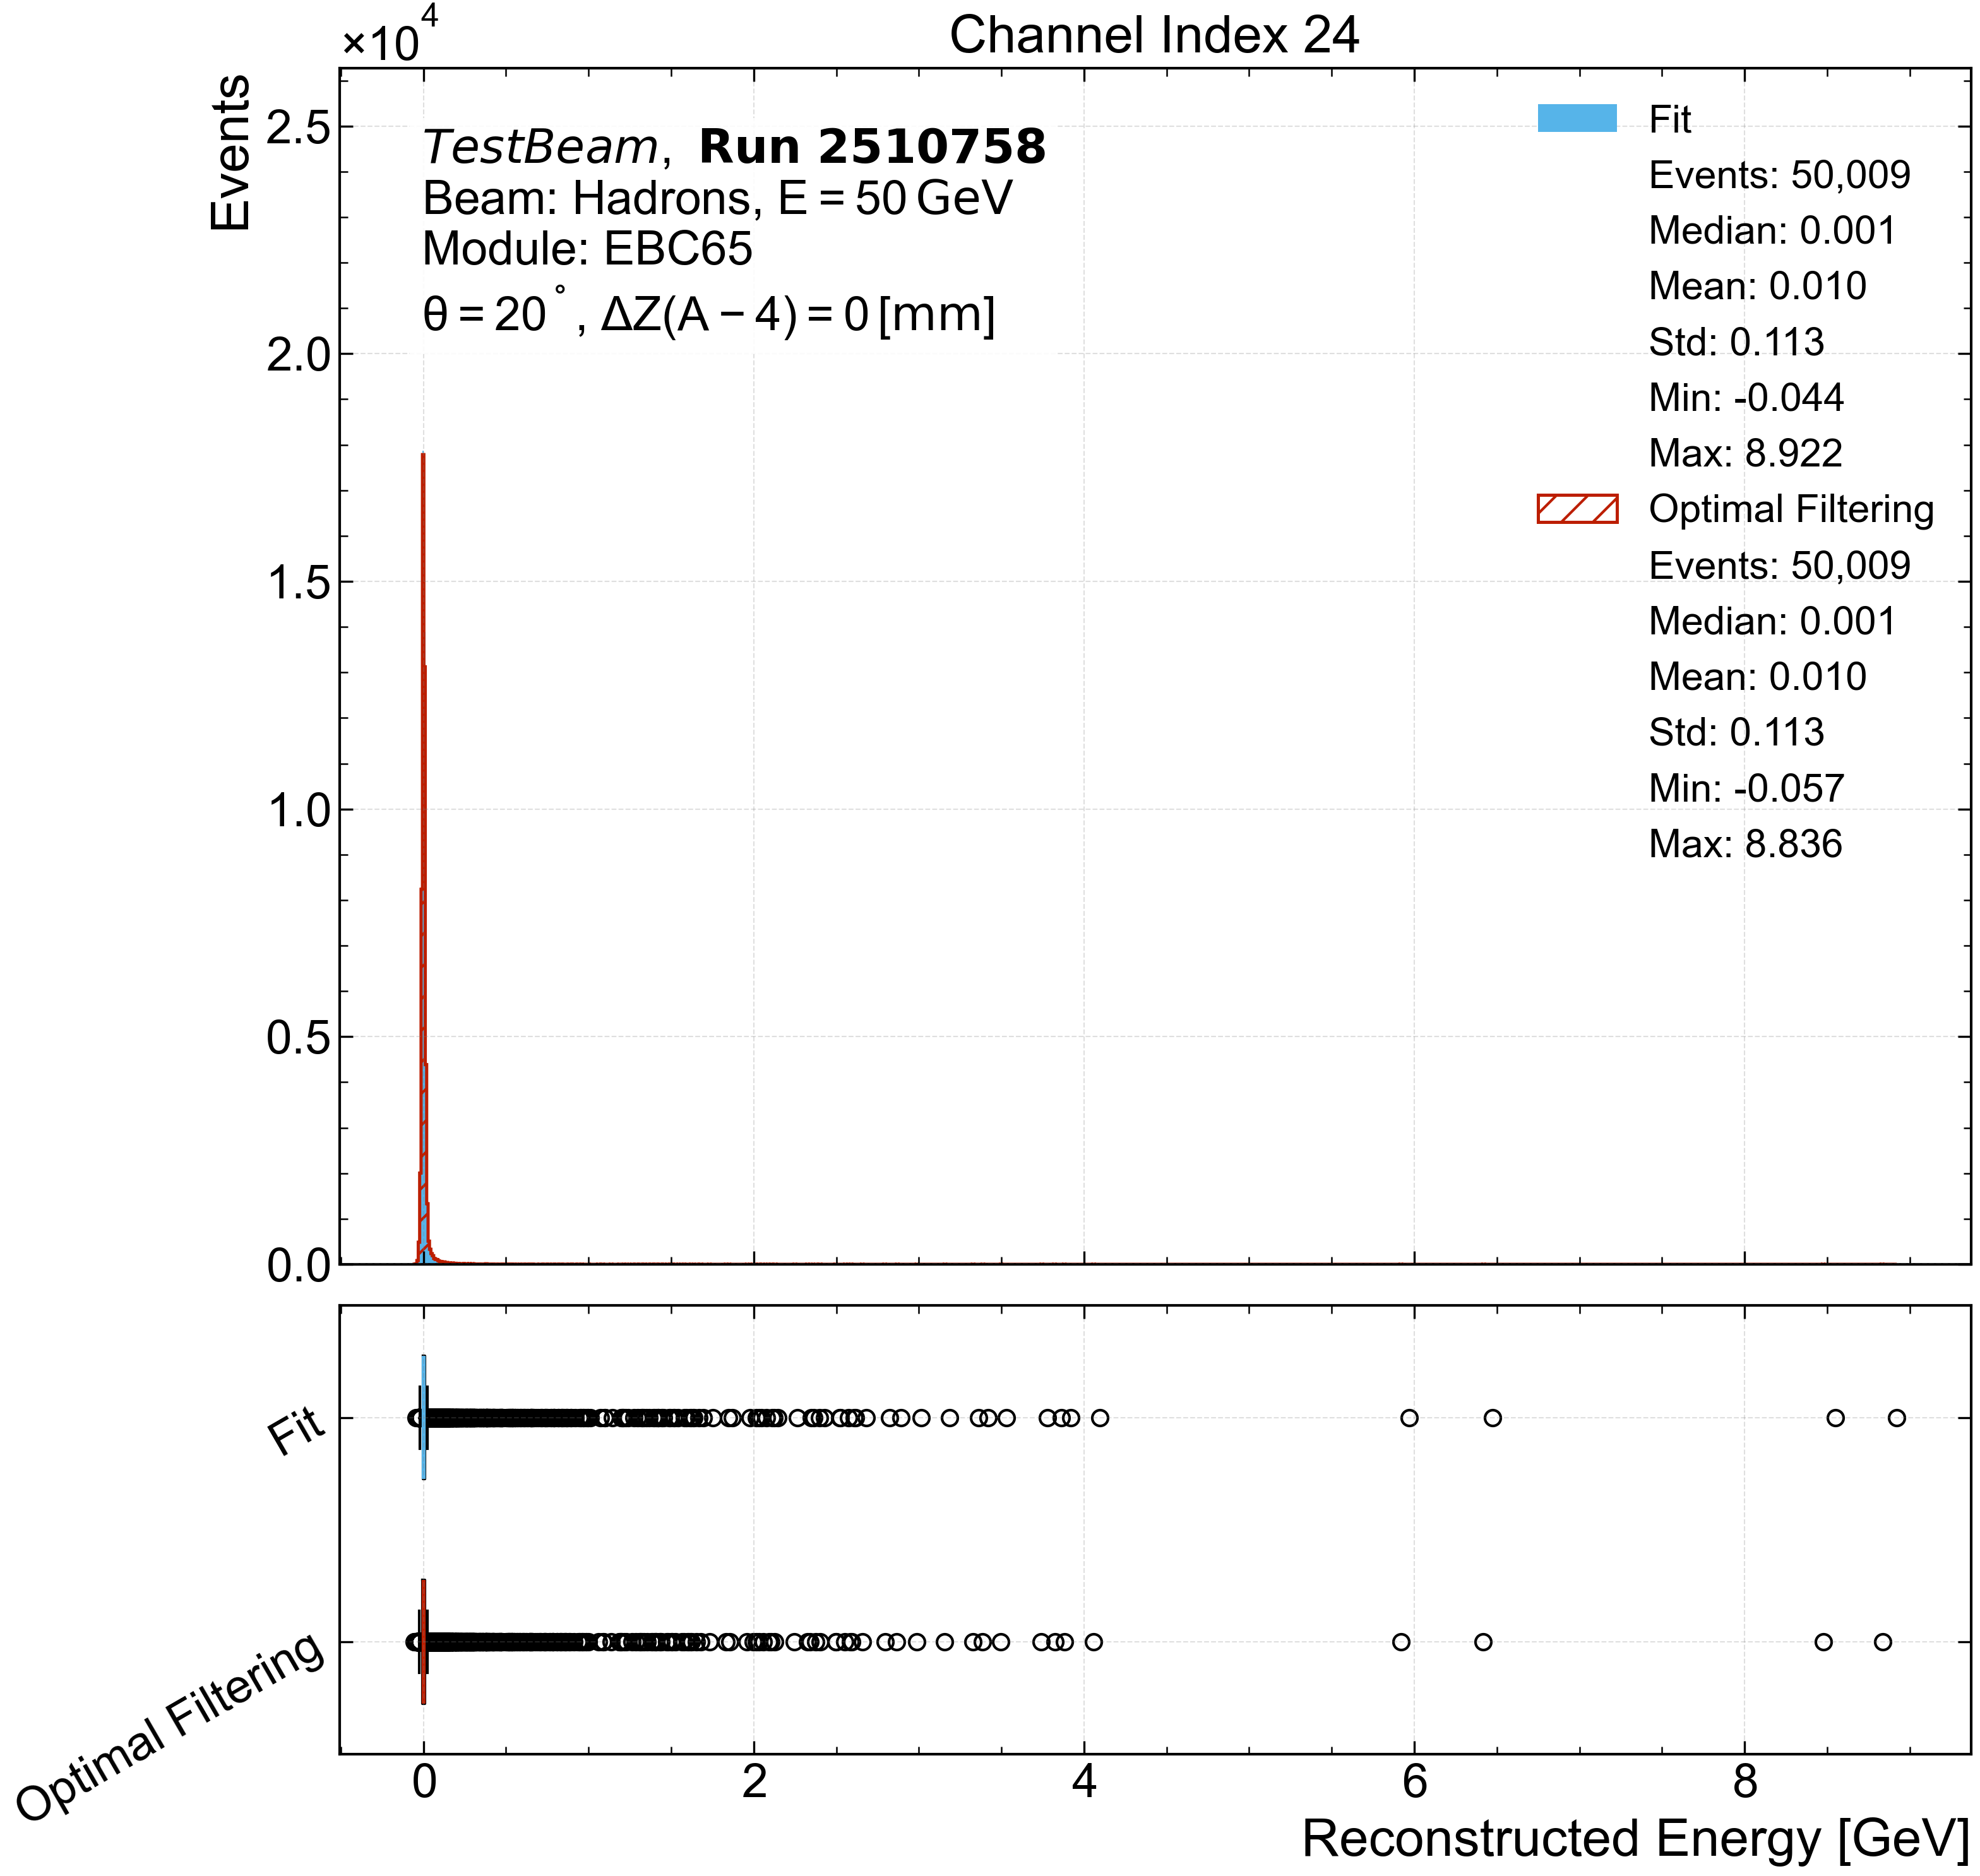 Channel Index 24
×10⁴
Events
2.5
2.0
1.5
1.0
0.5
0.0
TestBeam, Run 2510758
Beam: Hadrons, E = 50 GeV
Module: EBC65
θ = 20°, ΔZ(A − 4) = 0 [mm]
Fit
Events: 50,009
Median: 0.001
Mean: 0.010
Std: 0.113
Min: -0.044
Max: 8.922
Optimal Filtering
Events: 50,009
Median: 0.001
Mean: 0.010
Std: 0.113
Min: -0.057
Max: 8.836
Fit
Optimal Filtering
0 2 4 6 8
Reconstructed Energy [GeV]